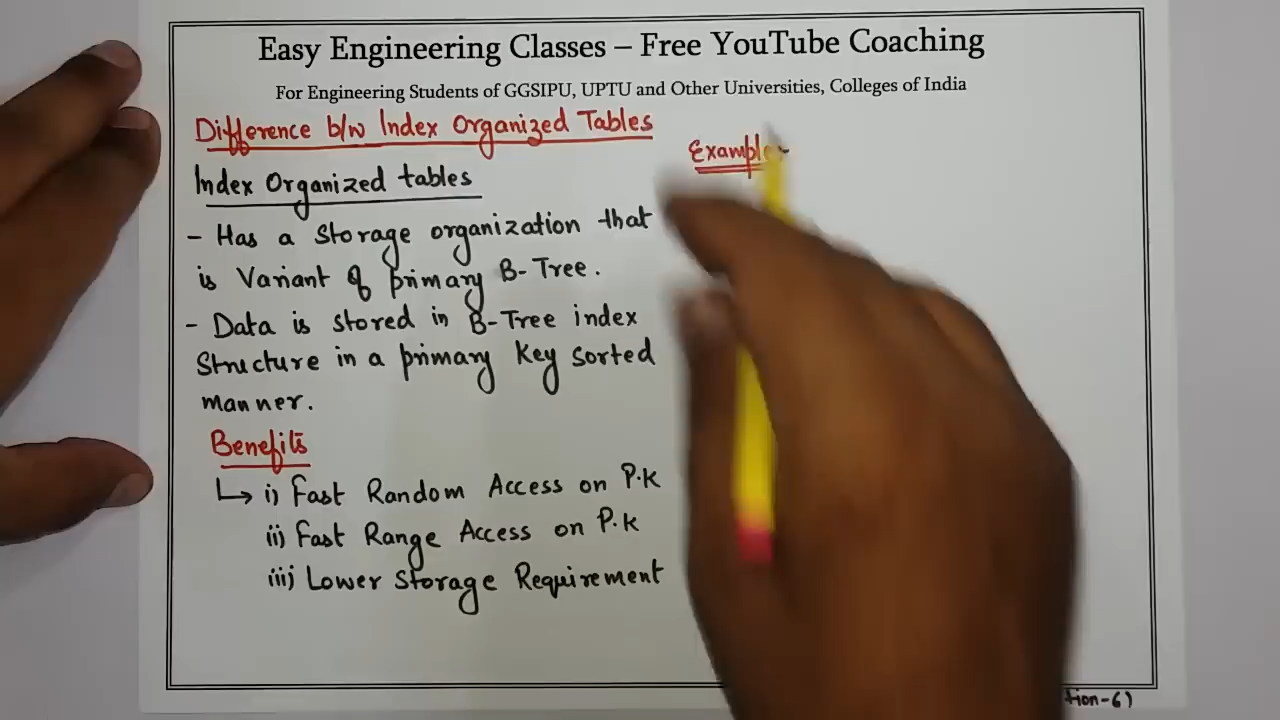 Easy Engineering Classes – Free YouTube Coaching
For Engineering Students of GGSIPU, UPTU and Other Universities, Colleges of India
Difference b/w Index Organized Tables
Index Organized tables
- Has a storage organization that
is Variant of primary B-Tree.
- Data is stored in B-Tree index
Structure in a primary Key sorted
manner.
Benefits
↳ i) Fast Random Access on P.K
ii) Fast Range Access on P.K
iii) Lower Storage Requirement
Example